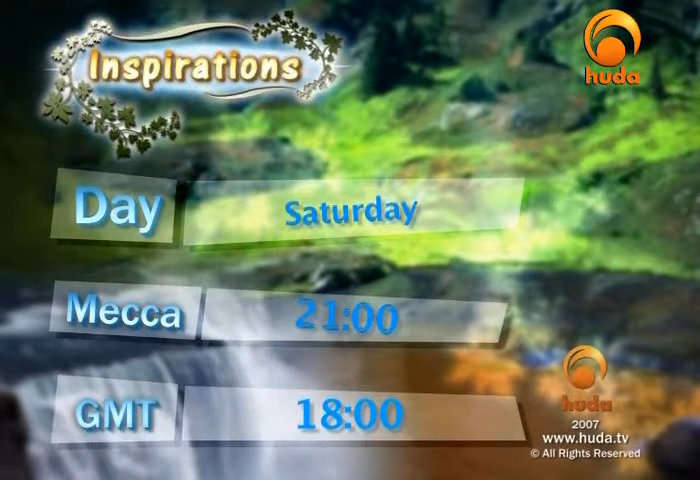 Inspirations
huda
Day
Saturday
Mecca
21:00
GMT
18:00
huda
2007
www.huda.tv
© All Rights Reserved